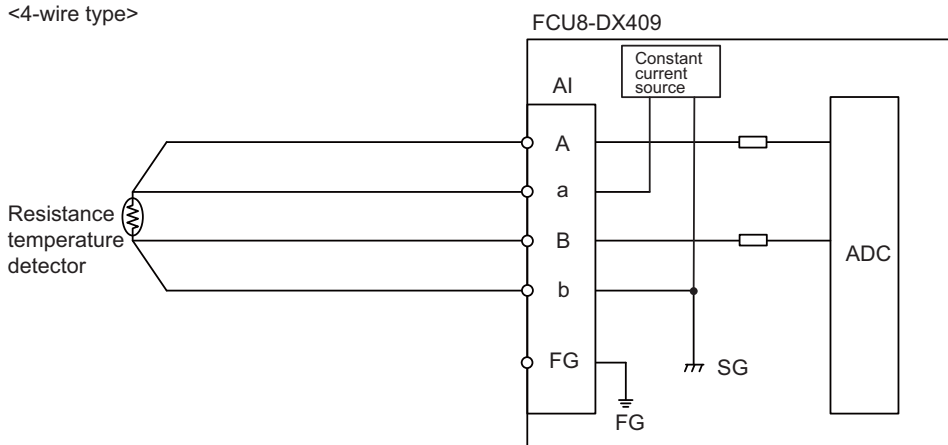 <4-wire type>
FCU8-DX409
Constant
current
source
AI
A
a
Resistance
temperature
detector
B
ADC
b
FG
SG
FG